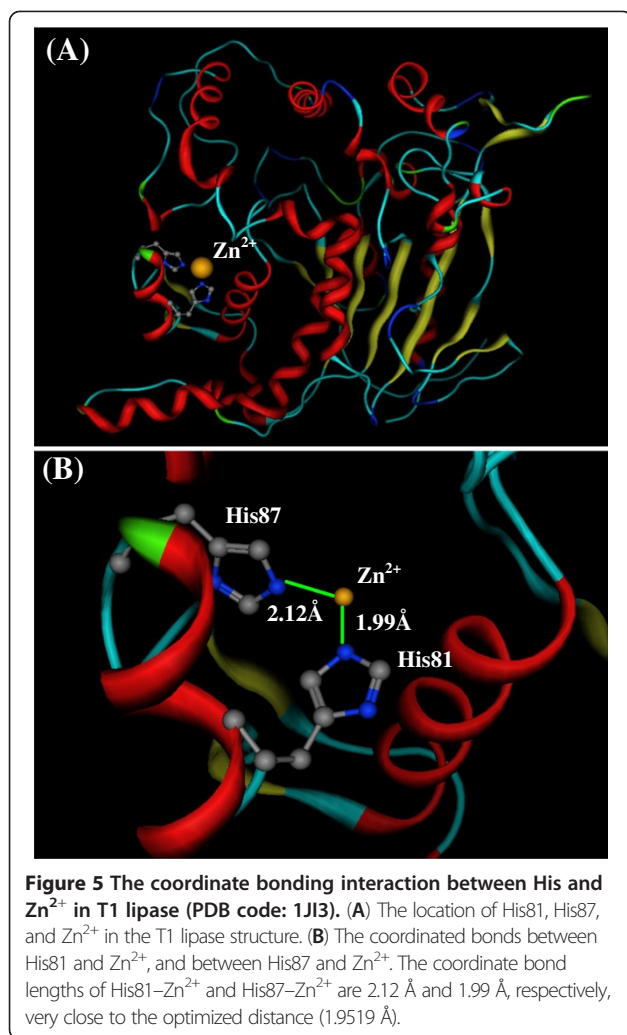 (A)
Zn²⁺
(B)
His87
Zn²⁺
2.12Å
1.99Å
His81
Figure 5 The coordinate bonding interaction between His and
Zn²⁺ in T1 lipase (PDB code: 1JI3). (A) The location of His81, His87,
and Zn²⁺ in the T1 lipase structure. (B) The coordinated bonds between
His81 and Zn²⁺, and between His87 and Zn²⁺. The coordinate bond
lengths of His81–Zn²⁺ and His87–Zn²⁺ are 2.12 Å and 1.99 Å, respectively,
very close to the optimized distance (1.9519 Å).